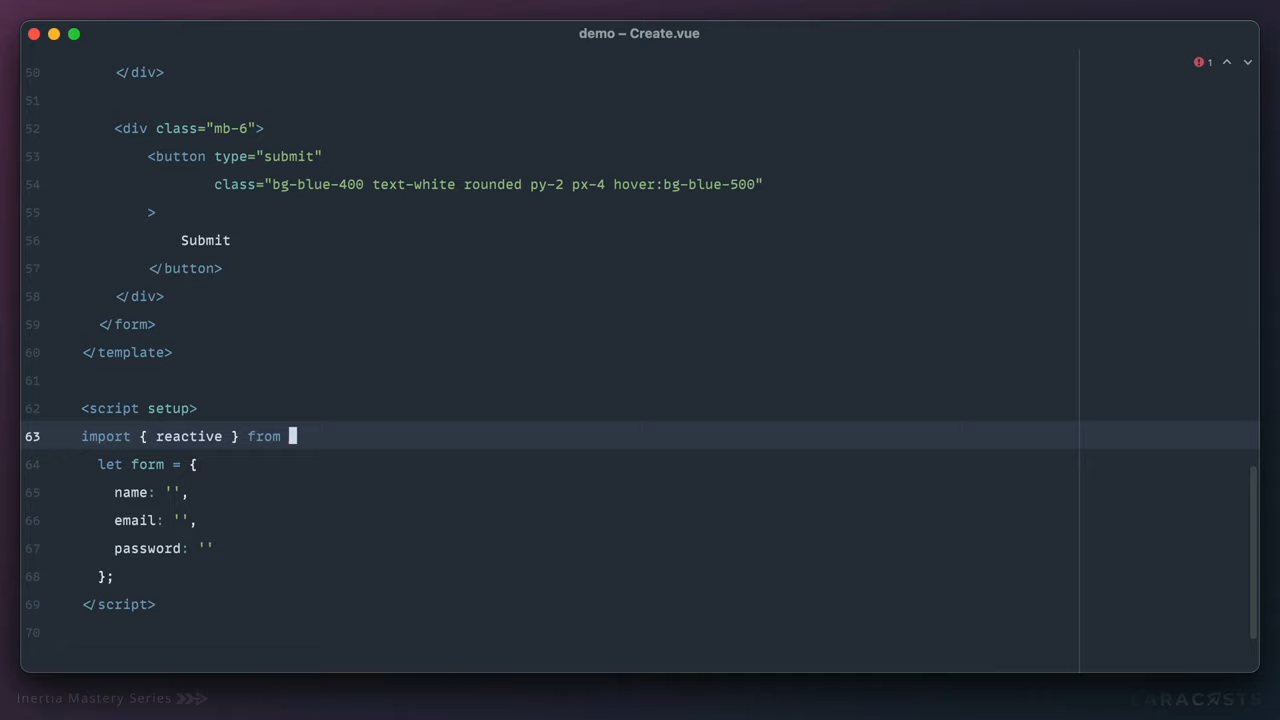 demo – Create.vue
1
50 </div>
51
52 <div class="mb-6">
53 <button type="submit"
54 class="bg-blue-400 text-white rounded py-2 px-4 hover:bg-blue-500"
55 >
56 Submit
57 </button>
58 </div>
59 </form>
60 </template>
61
62 <script setup>
63 import { reactive } from
64 let form = {
65 name: '',
66 email: '',
67 password: ''
68 };
69 </script>
70
Inertia Mastery Series
LARACASTS